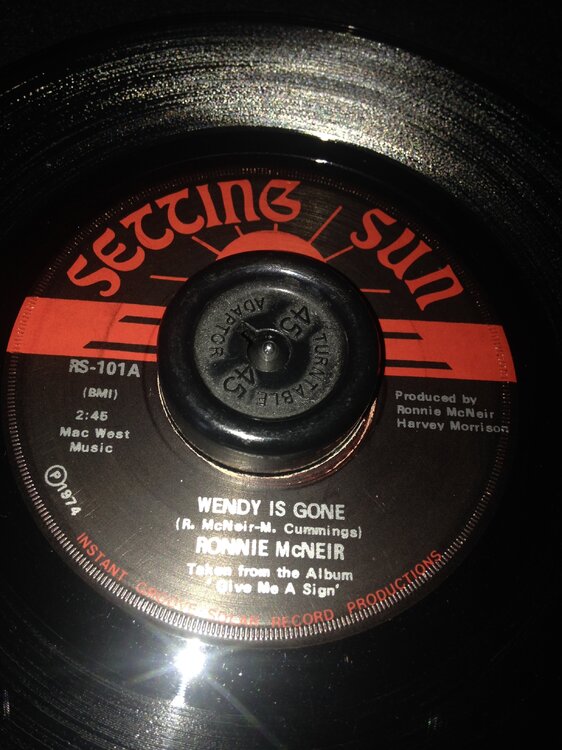 SETTING SUN
45 TURNTABLE
45 ADAPTOR
RS-101A
(BMI)
2:45
Mac West
Music
Produced by
Ronnie McNeir
Harvey Morrison
℗1974
WENDY IS GONE
(R. McNeir-M. Cummings)
RONNIE McNEIR
Taken from the Album
'Give Me A Sign'
INSTANT RECORD PRODUCTIONS